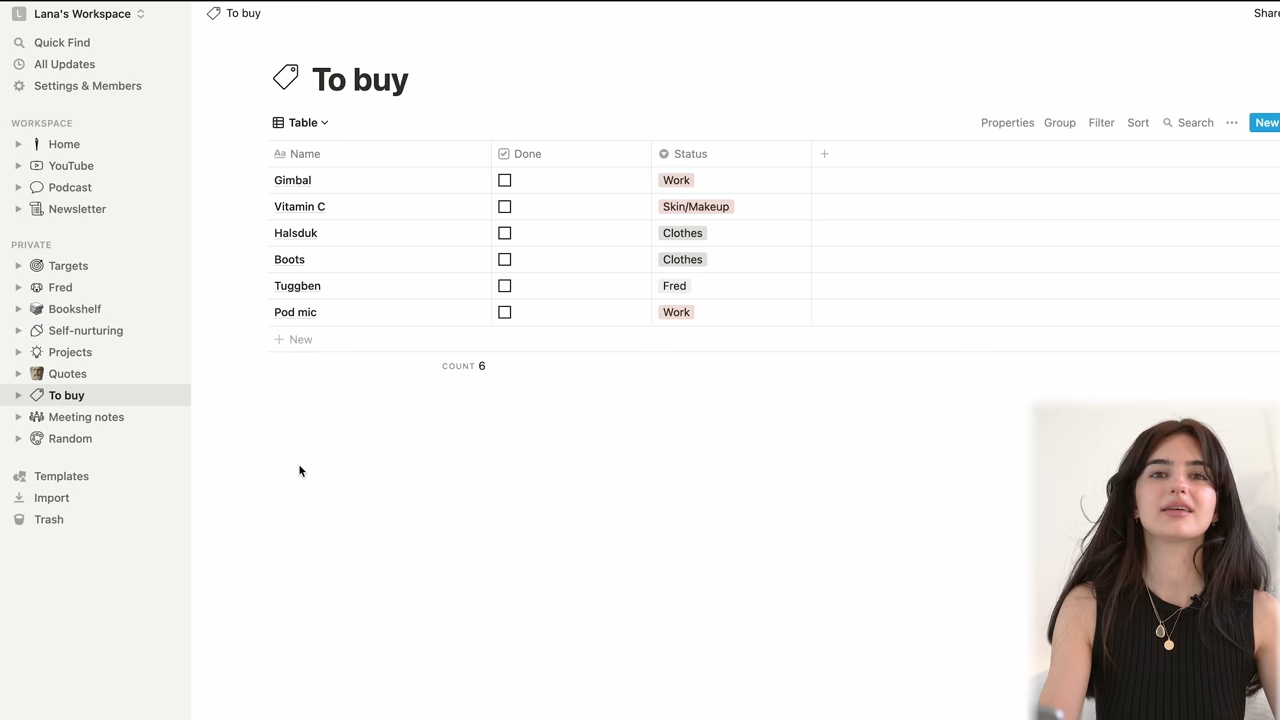 L Lana's Workspace
Quick Find
All Updates
Settings & Members
WORKSPACE
Home
YouTube
Podcast
Newsletter
PRIVATE
Targets
Fred
Bookshelf
Self-nurturing
Projects
Quotes
To buy
Meeting notes
Random
Templates
Import
Trash
To buy
Share
To buy
Table
Properties Group Filter Sort Search ••• New
Aa Name Done Status +
Gimbal Work
Vitamin C Skin/Makeup
Halsduk Clothes
Boots Clothes
Tuggben Fred
Pod mic Work
+ New
COUNT 6